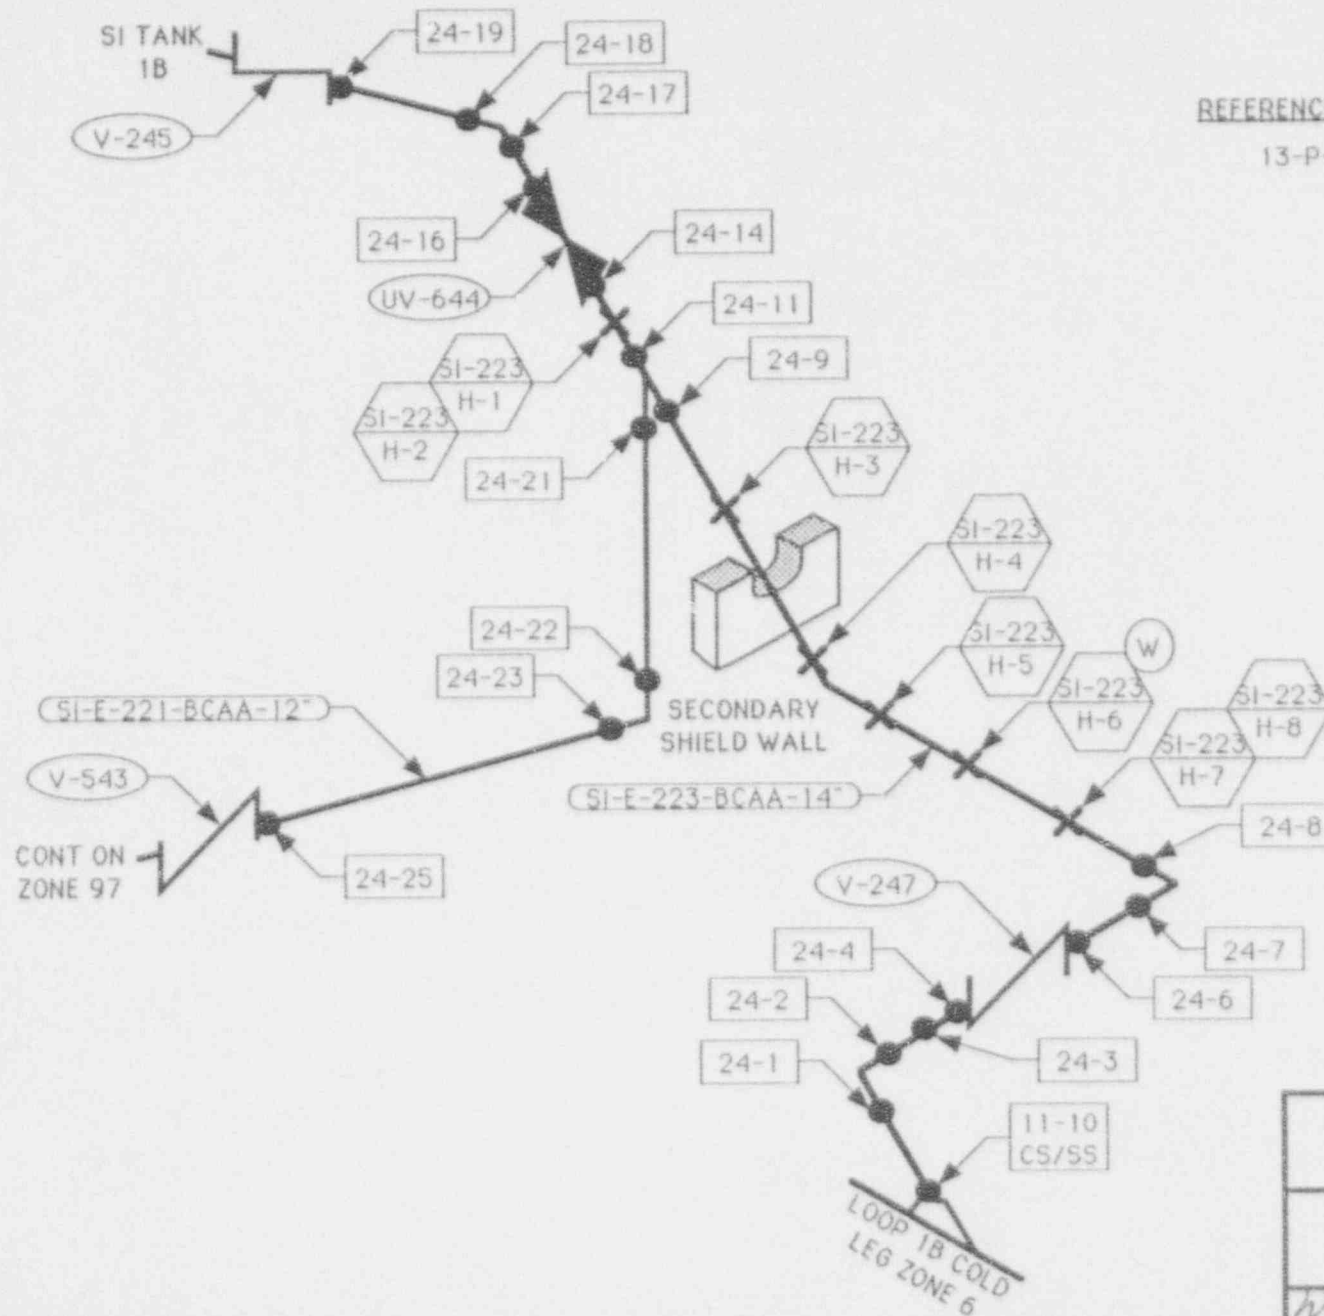 SI TANK
1B
24-19
24-18
24-17
V-245
24-16
24-14
UV-644
24-11
24-9
SI-223
H-1
SI-223
H-2
SI-223
H-3
24-21
SI-223
H-4
SI-223
H-5
W
SI-223
H-6
SI-223
H-7
SI-223
H-8
24-22
24-23
SI-E-221-BCAA-12"
SECONDARY
SHIELD WALL
SI-E-223-BCAA-14"
V-543
CONT ON
ZONE 97
24-25
24-8
V-247
24-4
24-7
24-2
24-6
24-1
24-3
11-10
CS/SS
LOOP 1B COLD
LEG ZONE 6
REFERENC
13-P-